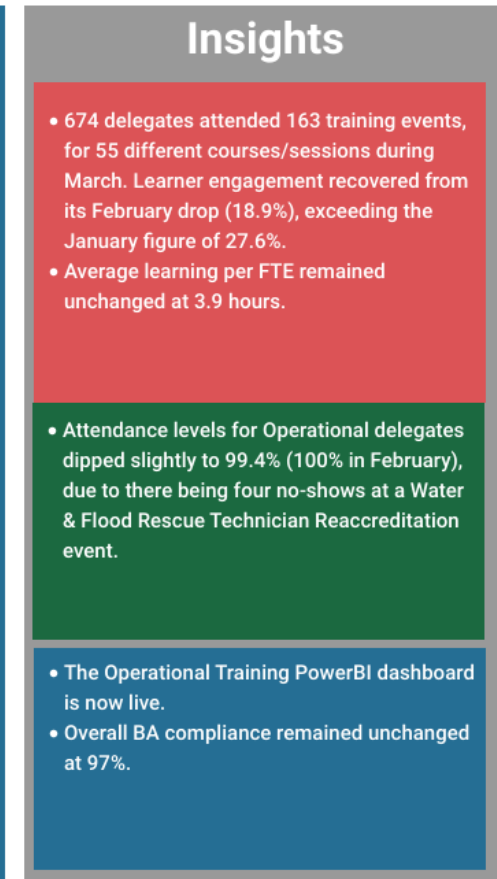 Insights
• 674 delegates attended 163 training events,
for 55 different courses/sessions during
March. Learner engagement recovered from
its February drop (18.9%), exceeding the
January figure of 27.6%.
• Average learning per FTE remained
unchanged at 3.9 hours.
• Attendance levels for Operational delegates
dipped slightly to 99.4% (100% in February),
due to there being four no-shows at a Water
& Flood Rescue Technician Reaccreditation
event.
• The Operational Training PowerBI dashboard
is now live.
• Overall BA compliance remained unchanged
at 97%.